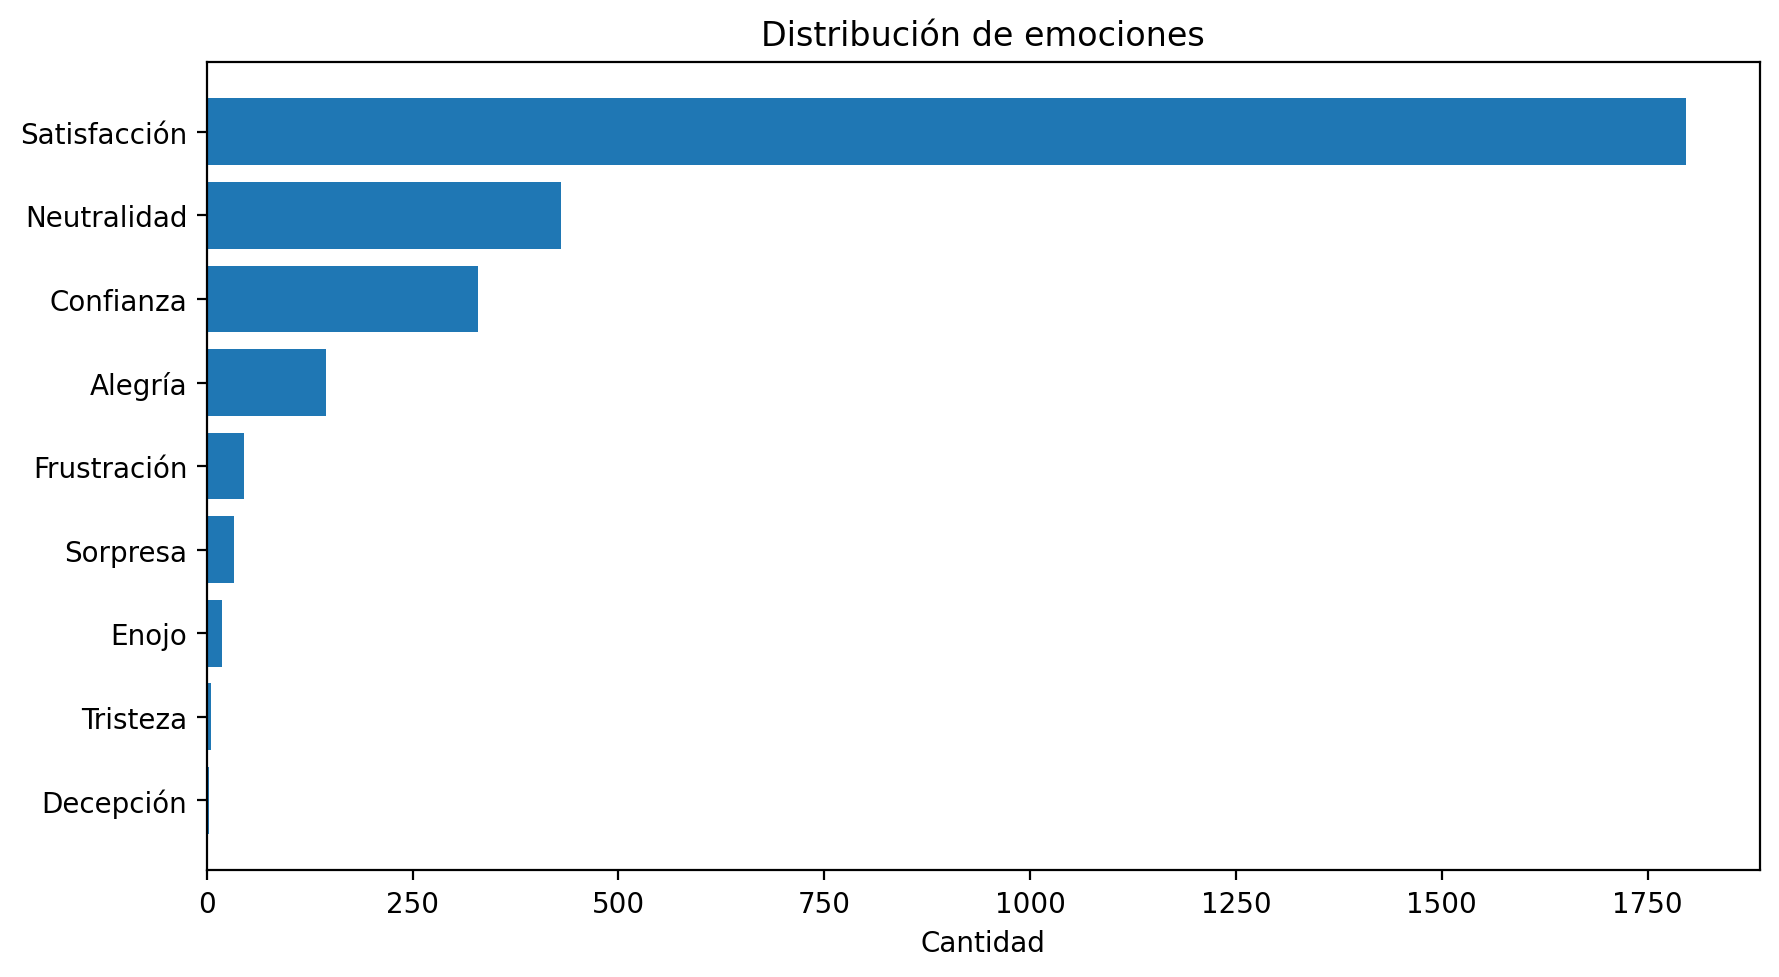 Distribución de emociones
Satisfacción
Neutralidad
Confianza
Alegría
Frustración
Sorpresa
Enojo
Tristeza
Decepción
0 250 500 750 1000 1250 1500 1750
Cantidad